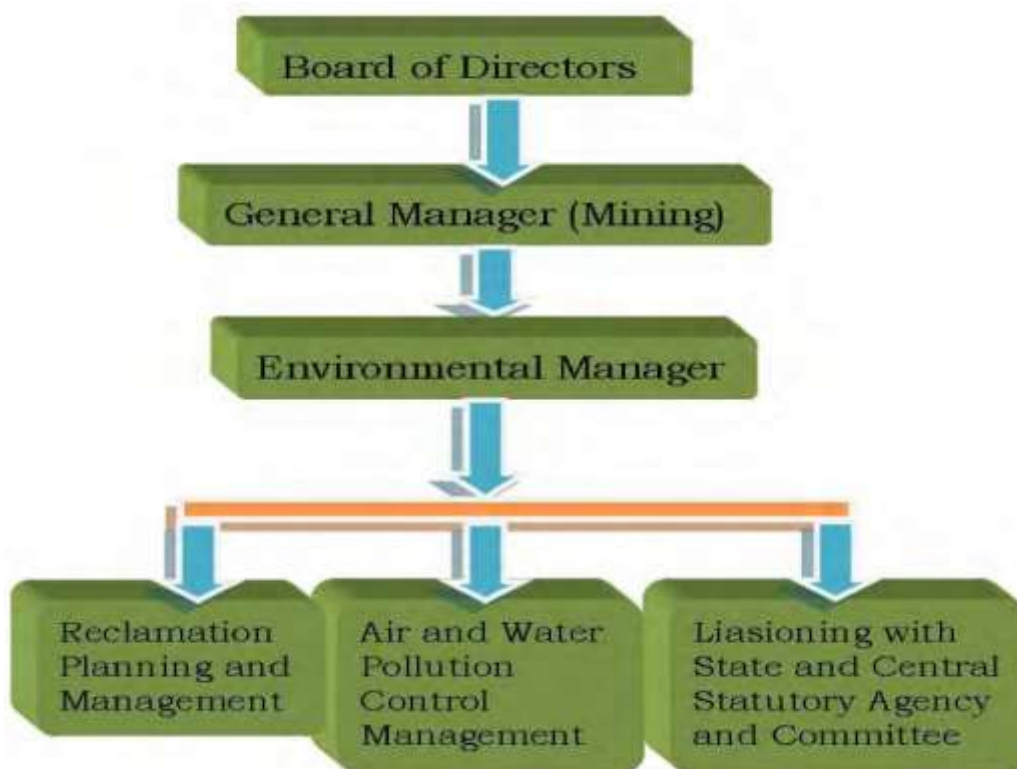 Board of Directors
General Manager (Mining)
Environmental Manager
Reclamation
Planning and
Management
Air and Water
Pollution
Control
Management
Liasioning with
State and Central
Statutory Agency
and Committee